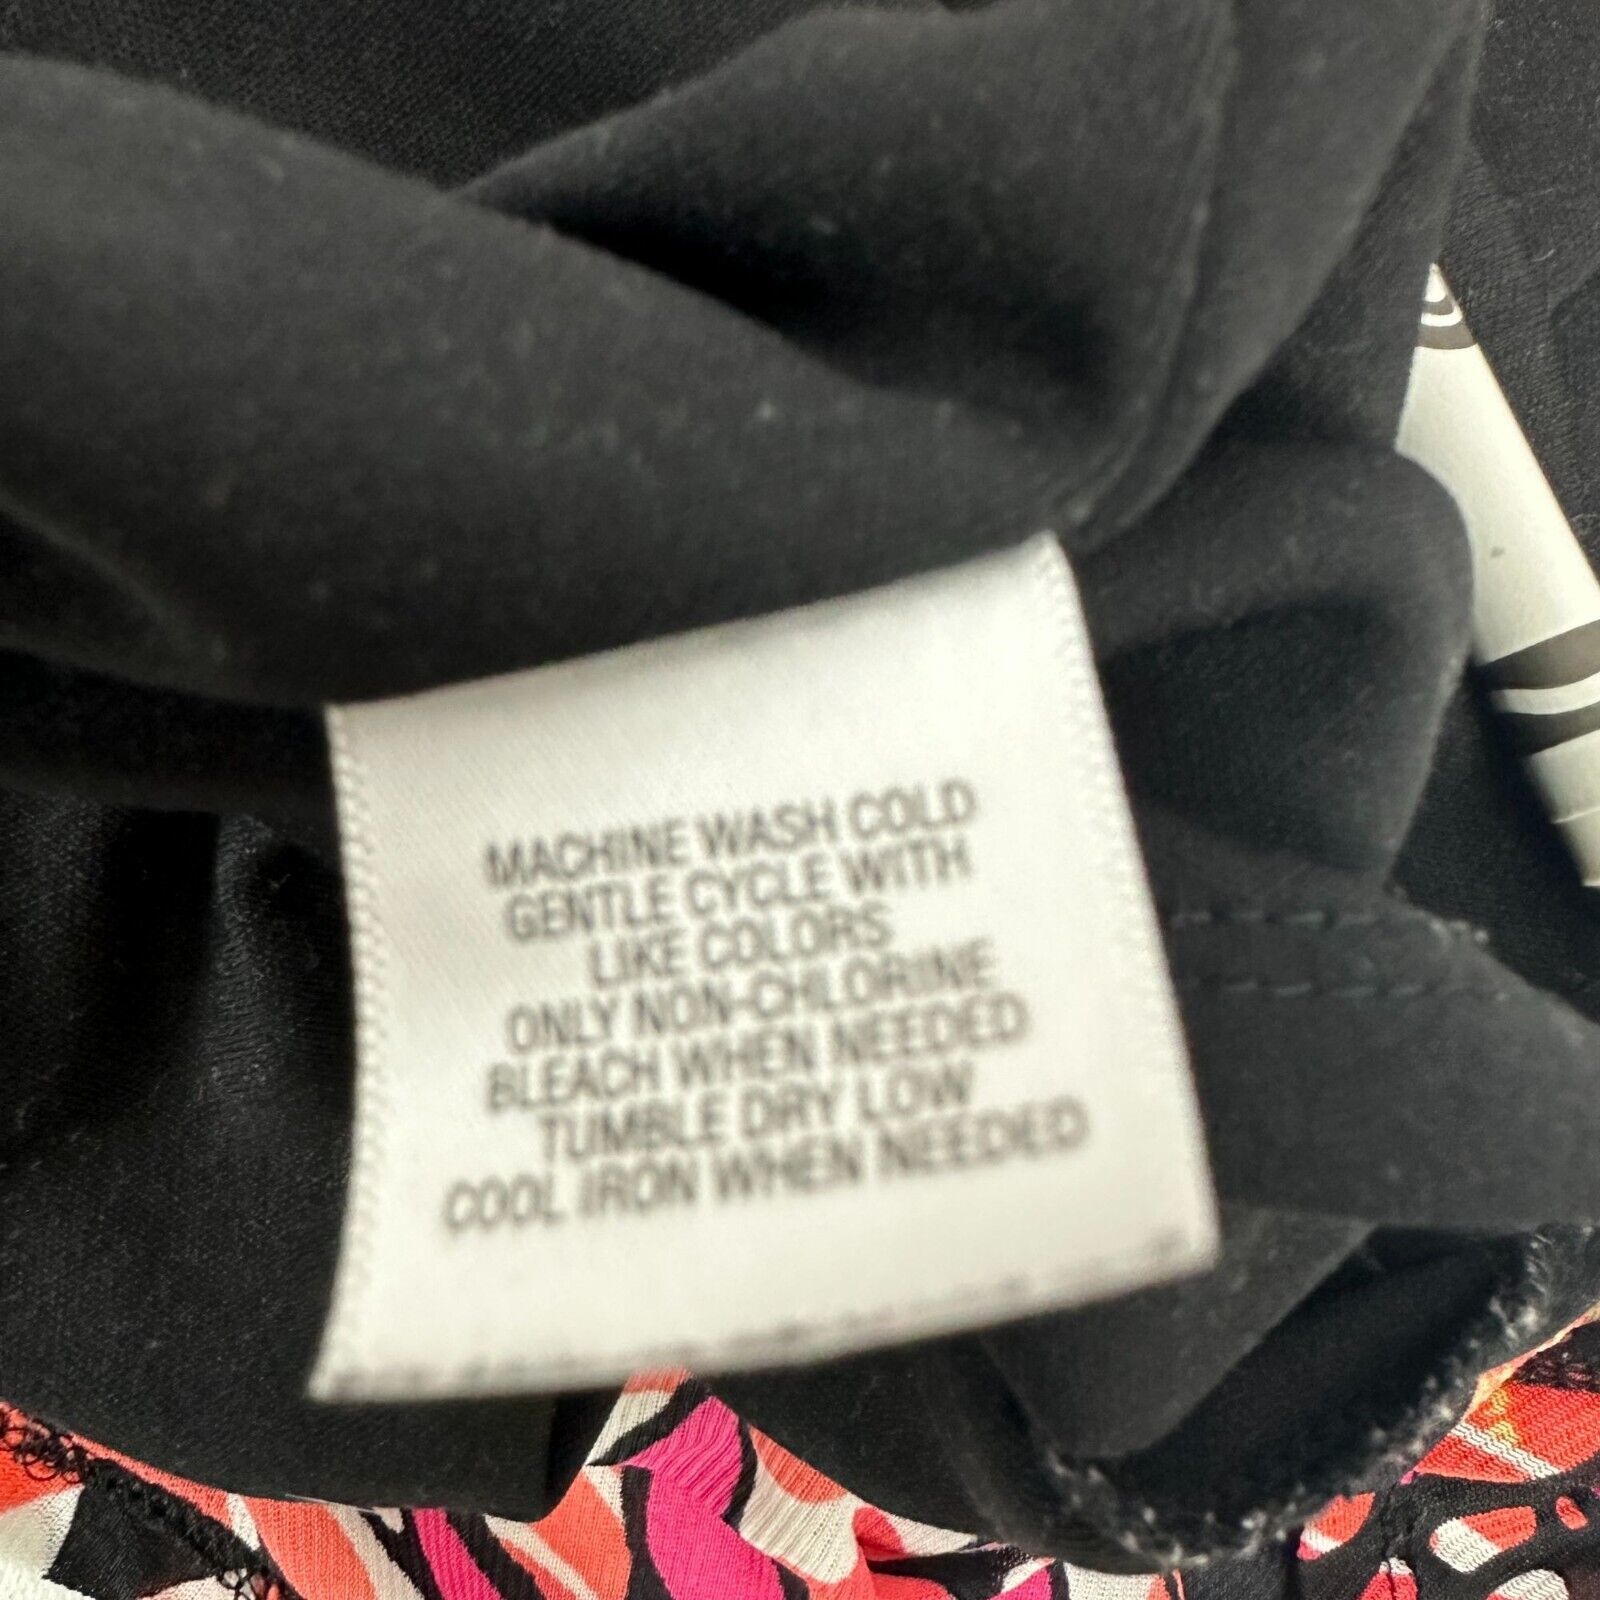 MACHINE WASH COLD
GENTLE CYCLE WITH
LIKE COLORS
ONLY NON-CHLORINE
BLEACH WHEN NEEDED
TUMBLE DRY LOW
COOL IRON WHEN NEEDED